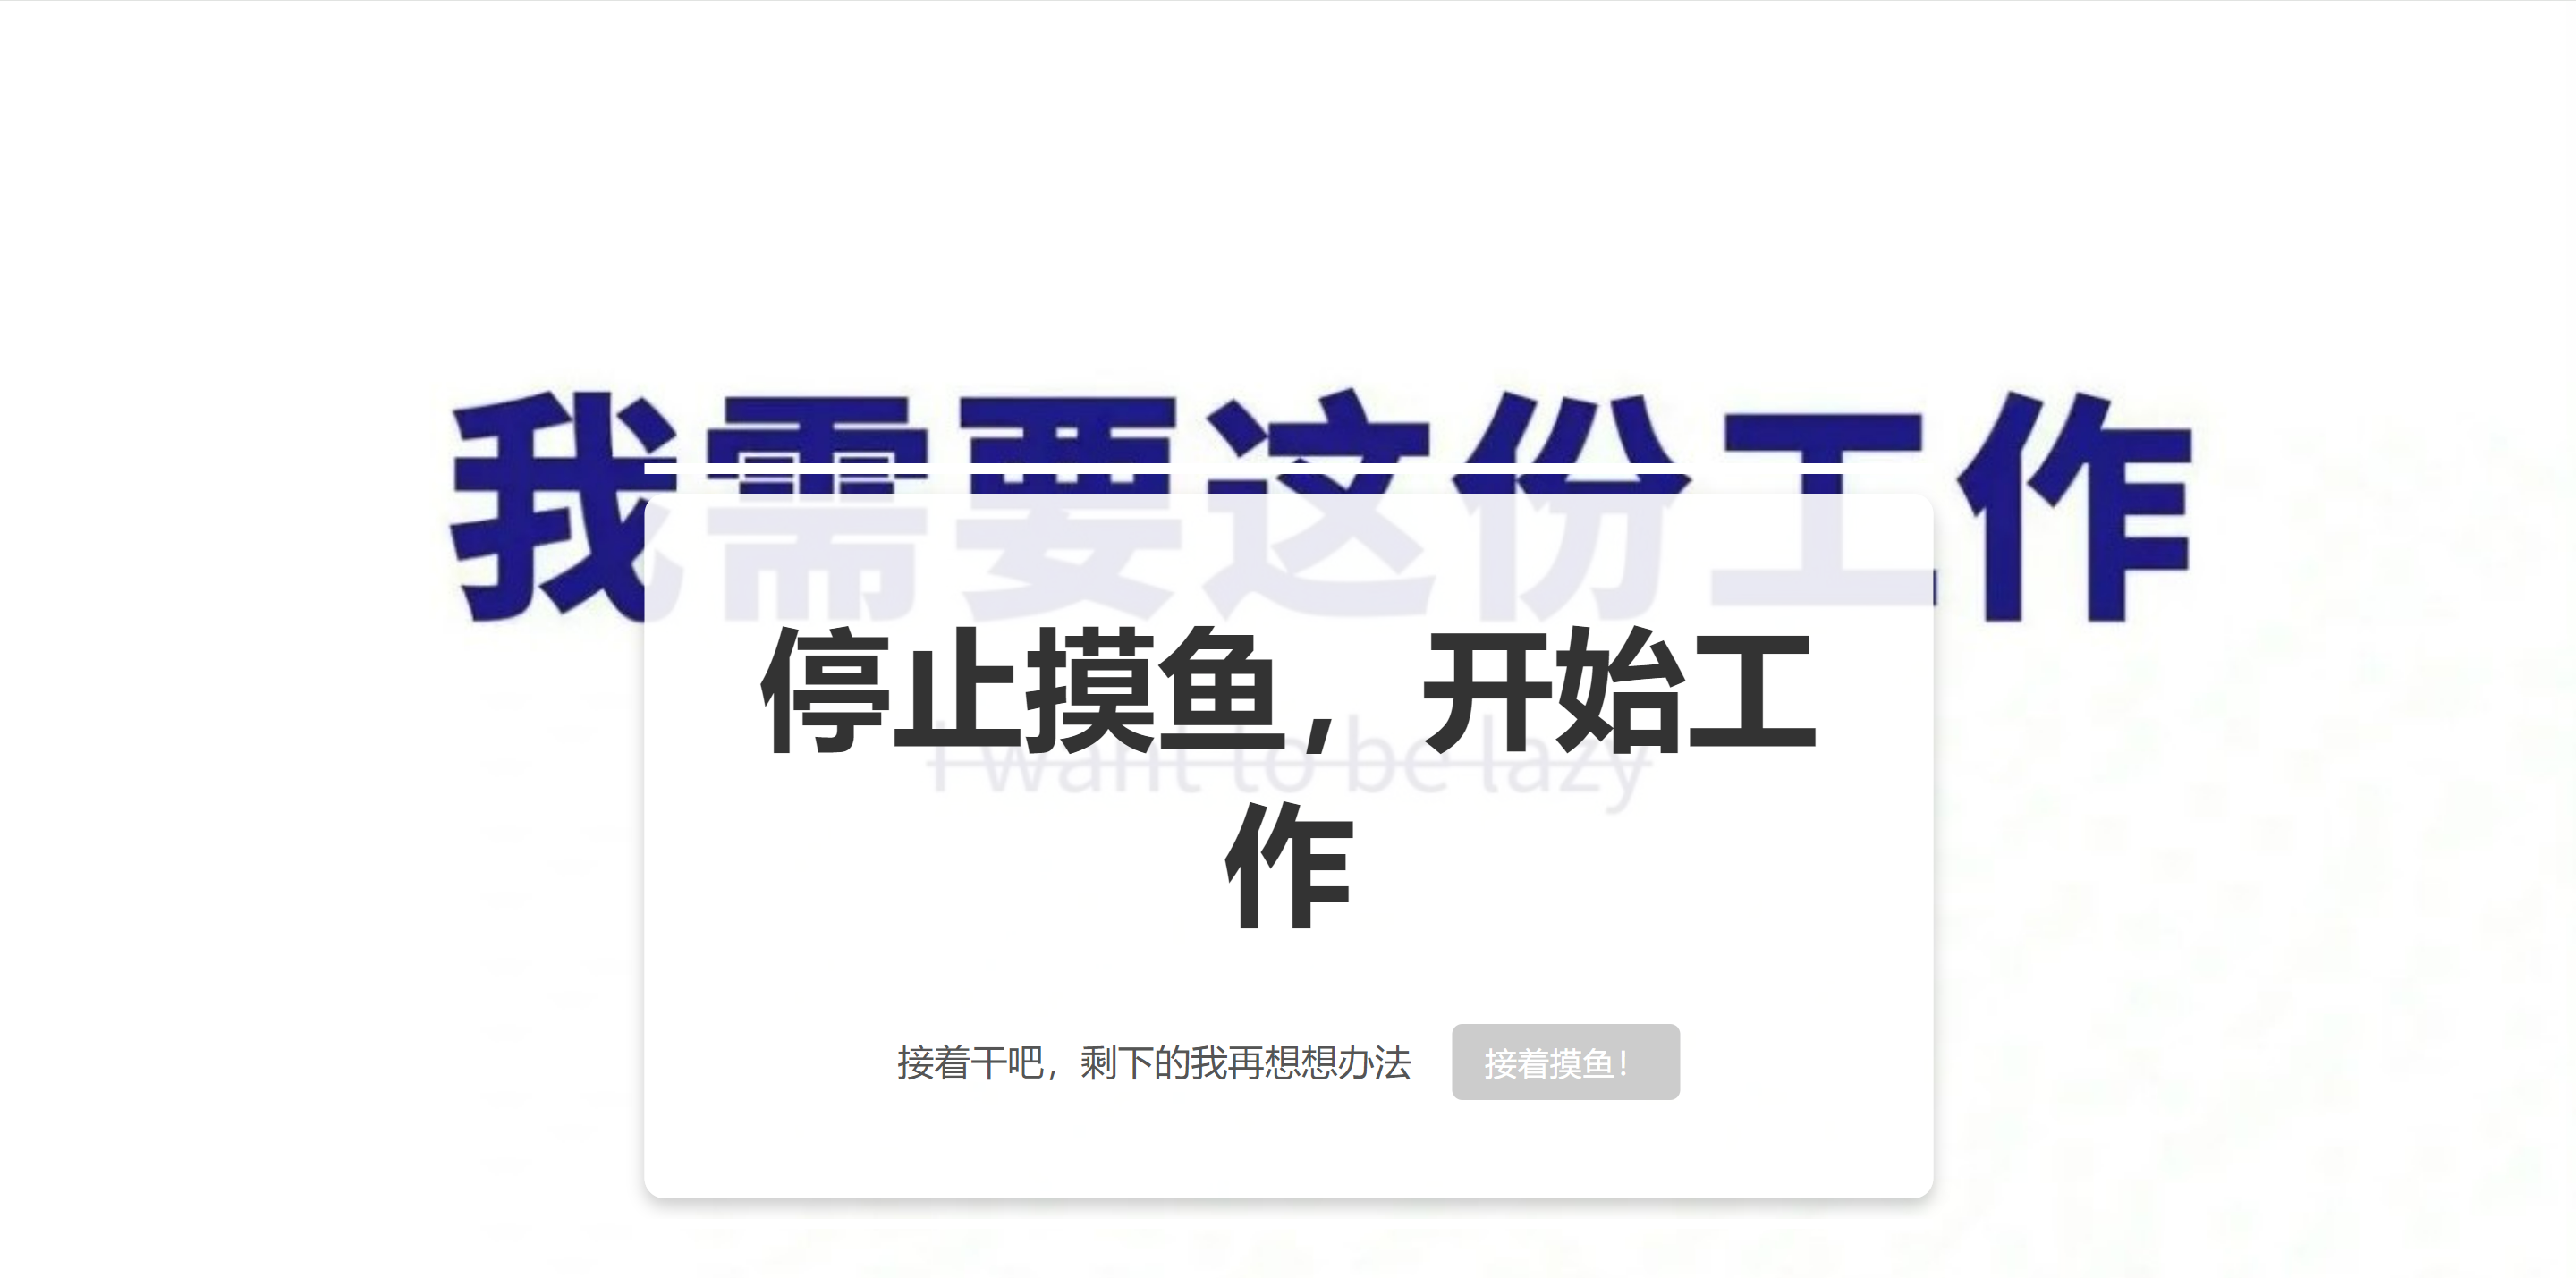 我需要这份工作
停止摸鱼，开始工
作
I want to be lazy
接着干吧，剩下的我再想想办法
接着摸鱼！